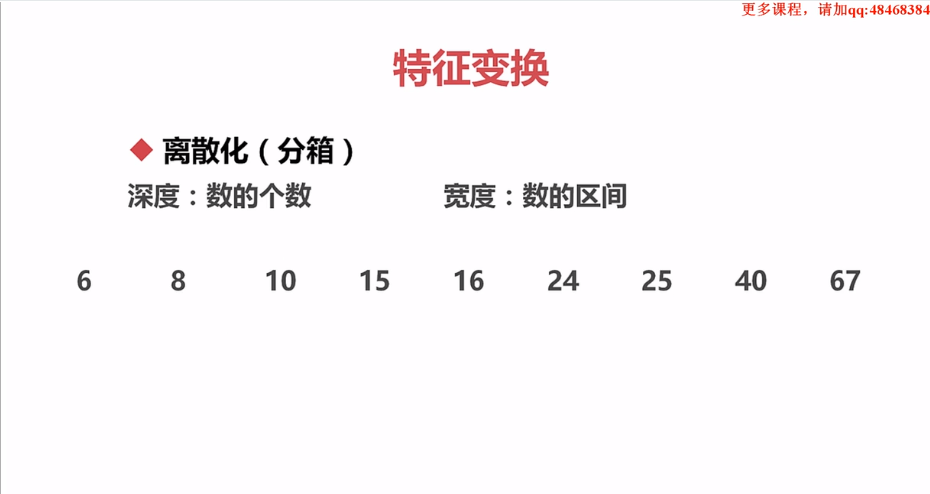 更多课程，请加qq:48468384
特征变换
离散化（分箱）
深度：数的个数 宽度：数的区间
6 8 10 15 16 24 25 40 67